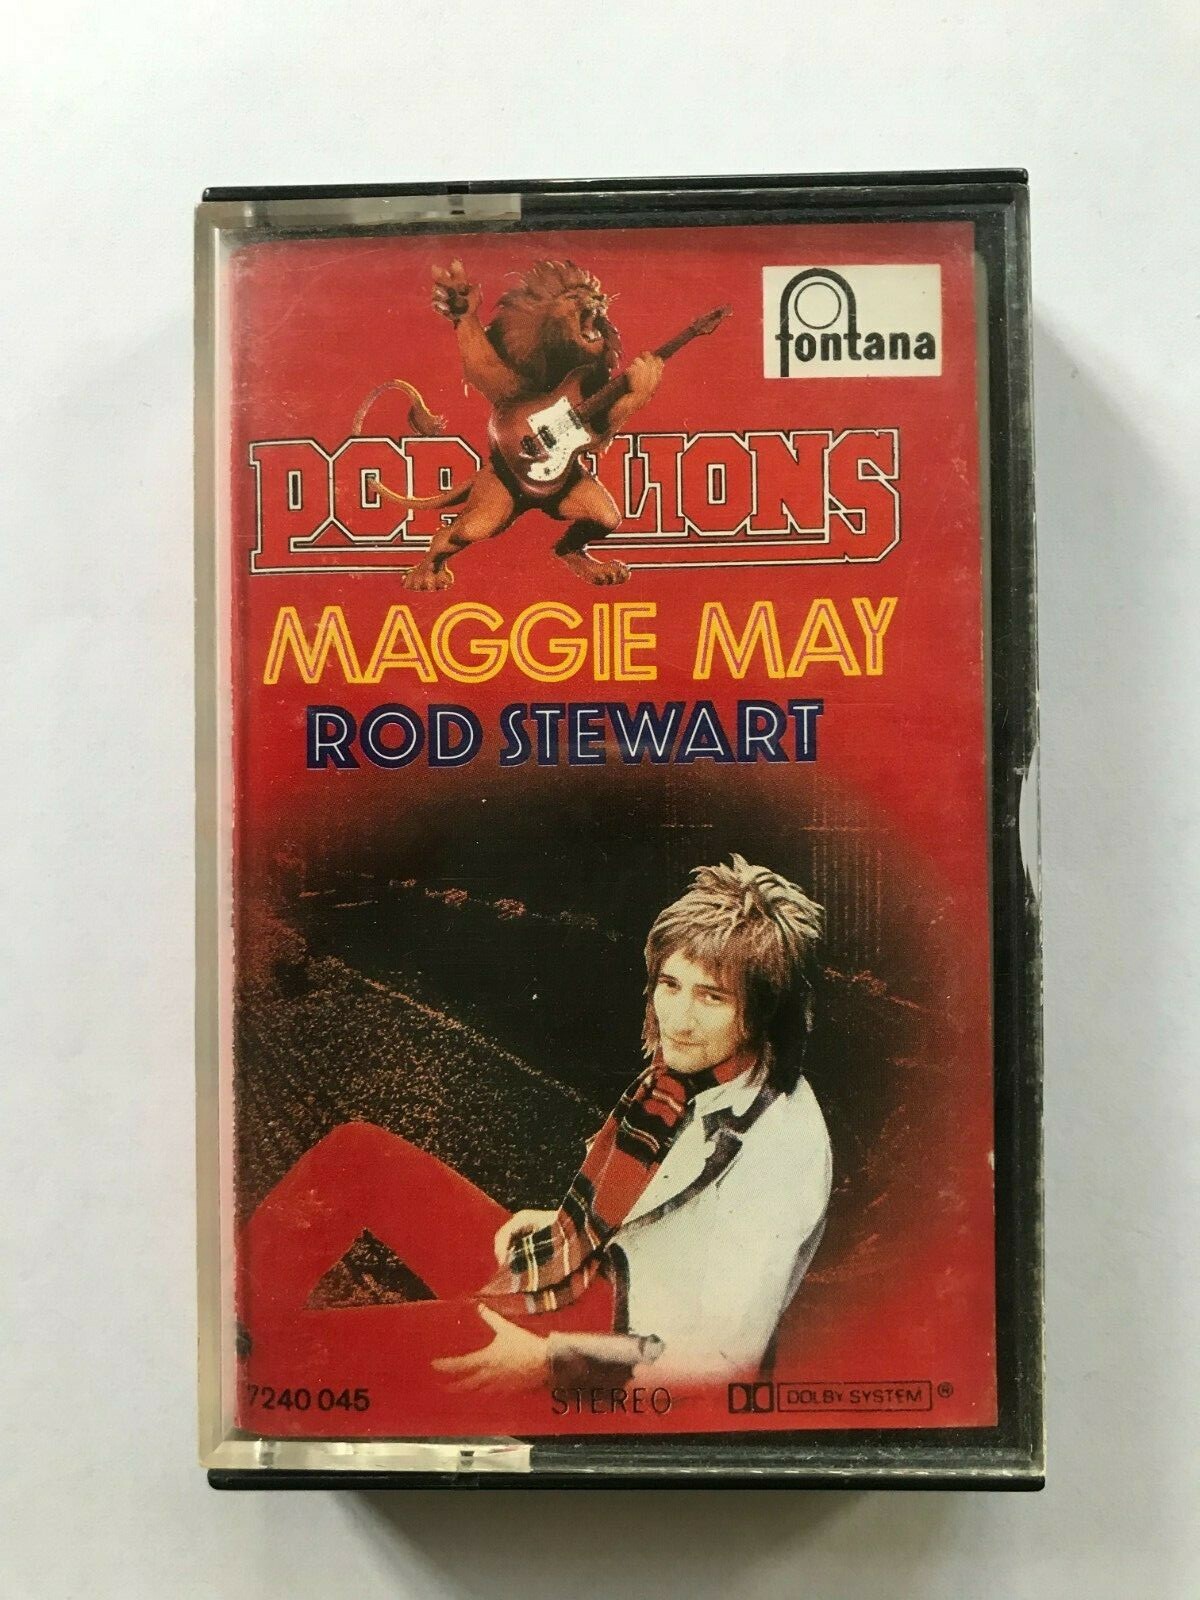 fontana
POP LIONS
MAGGIE MAY
ROD STEWART
7240 045
STEREO
DOLBY SYSTEM ®